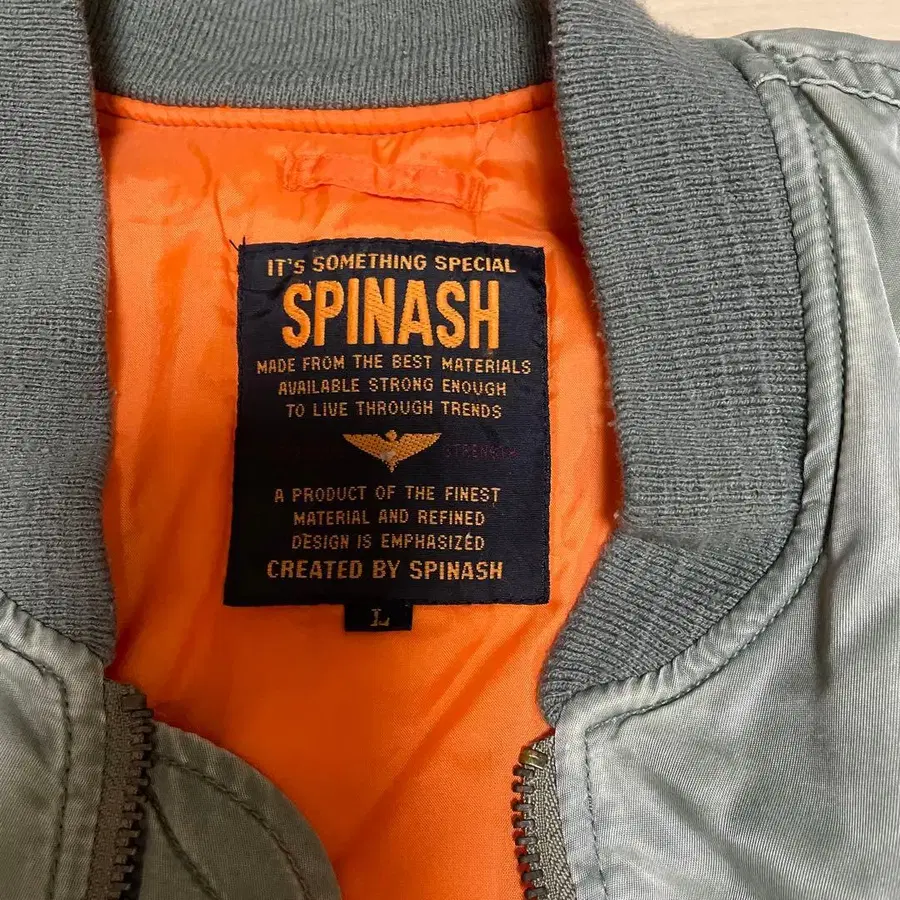 IT'S SOMETHING SPECIAL
SPINASH
MADE FROM THE BEST MATERIALS
AVAILABLE STRONG ENOUGH
TO LIVE THROUGH TRENDS
STRENGER
A PRODUCT OF THE FINEST
MATERIAL AND REFINED
DESIGN IS EMPHASIZED
CREATED BY SPINASH
L